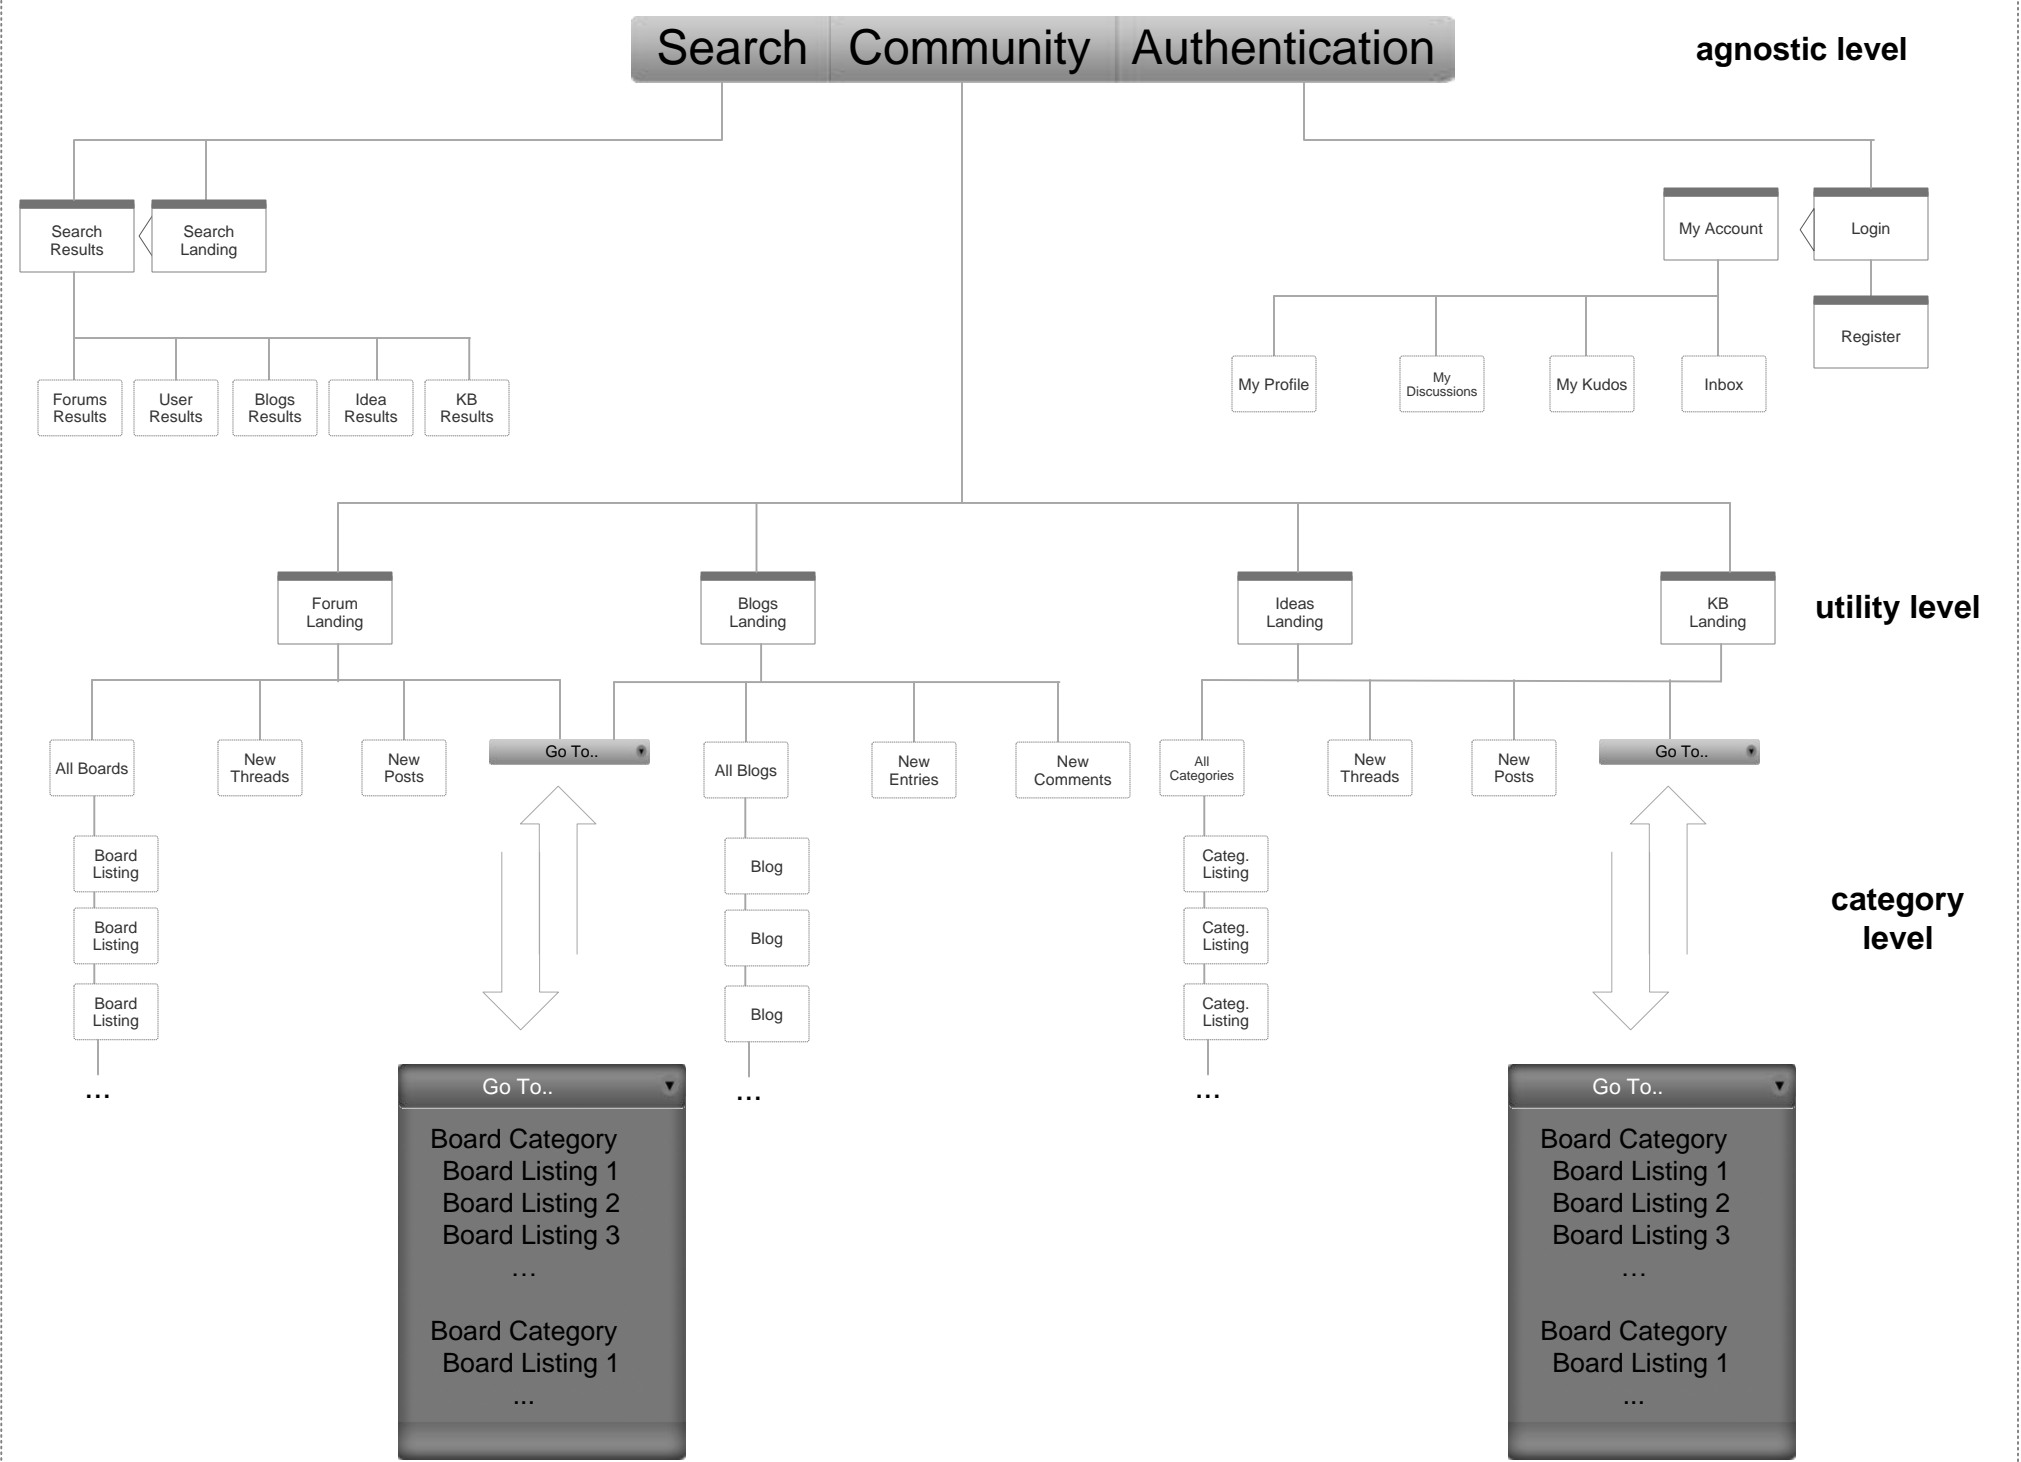 Search Community Authentication
agnostic level
Search
Results
Search
Landing
My Account
Login
Register
Forums
Results
User
Results
Blogs
Results
Idea
Results
KB
Results
My Profile
My
Discussions
My Kudos
Inbox
Forum
Landing
Blogs
Landing
Ideas
Landing
KB
Landing
utility level
All Boards
New
Threads
New
Posts
Go To..
All Blogs
New
Entries
New
Comments
All
Categories
New
Threads
New
Posts
Go To..
Board
Listing
Board
Listing
Board
Listing
...
Blog
Blog
Blog
...
Categ.
Listing
Categ.
Listing
Categ.
Listing
...
category
level
Go To..
Board Category
Board Listing 1
Board Listing 2
Board Listing 3
...
Board Category
Board Listing 1
...
Go To..
Board Category
Board Listing 1
Board Listing 2
Board Listing 3
...
Board Category
Board Listing 1
...